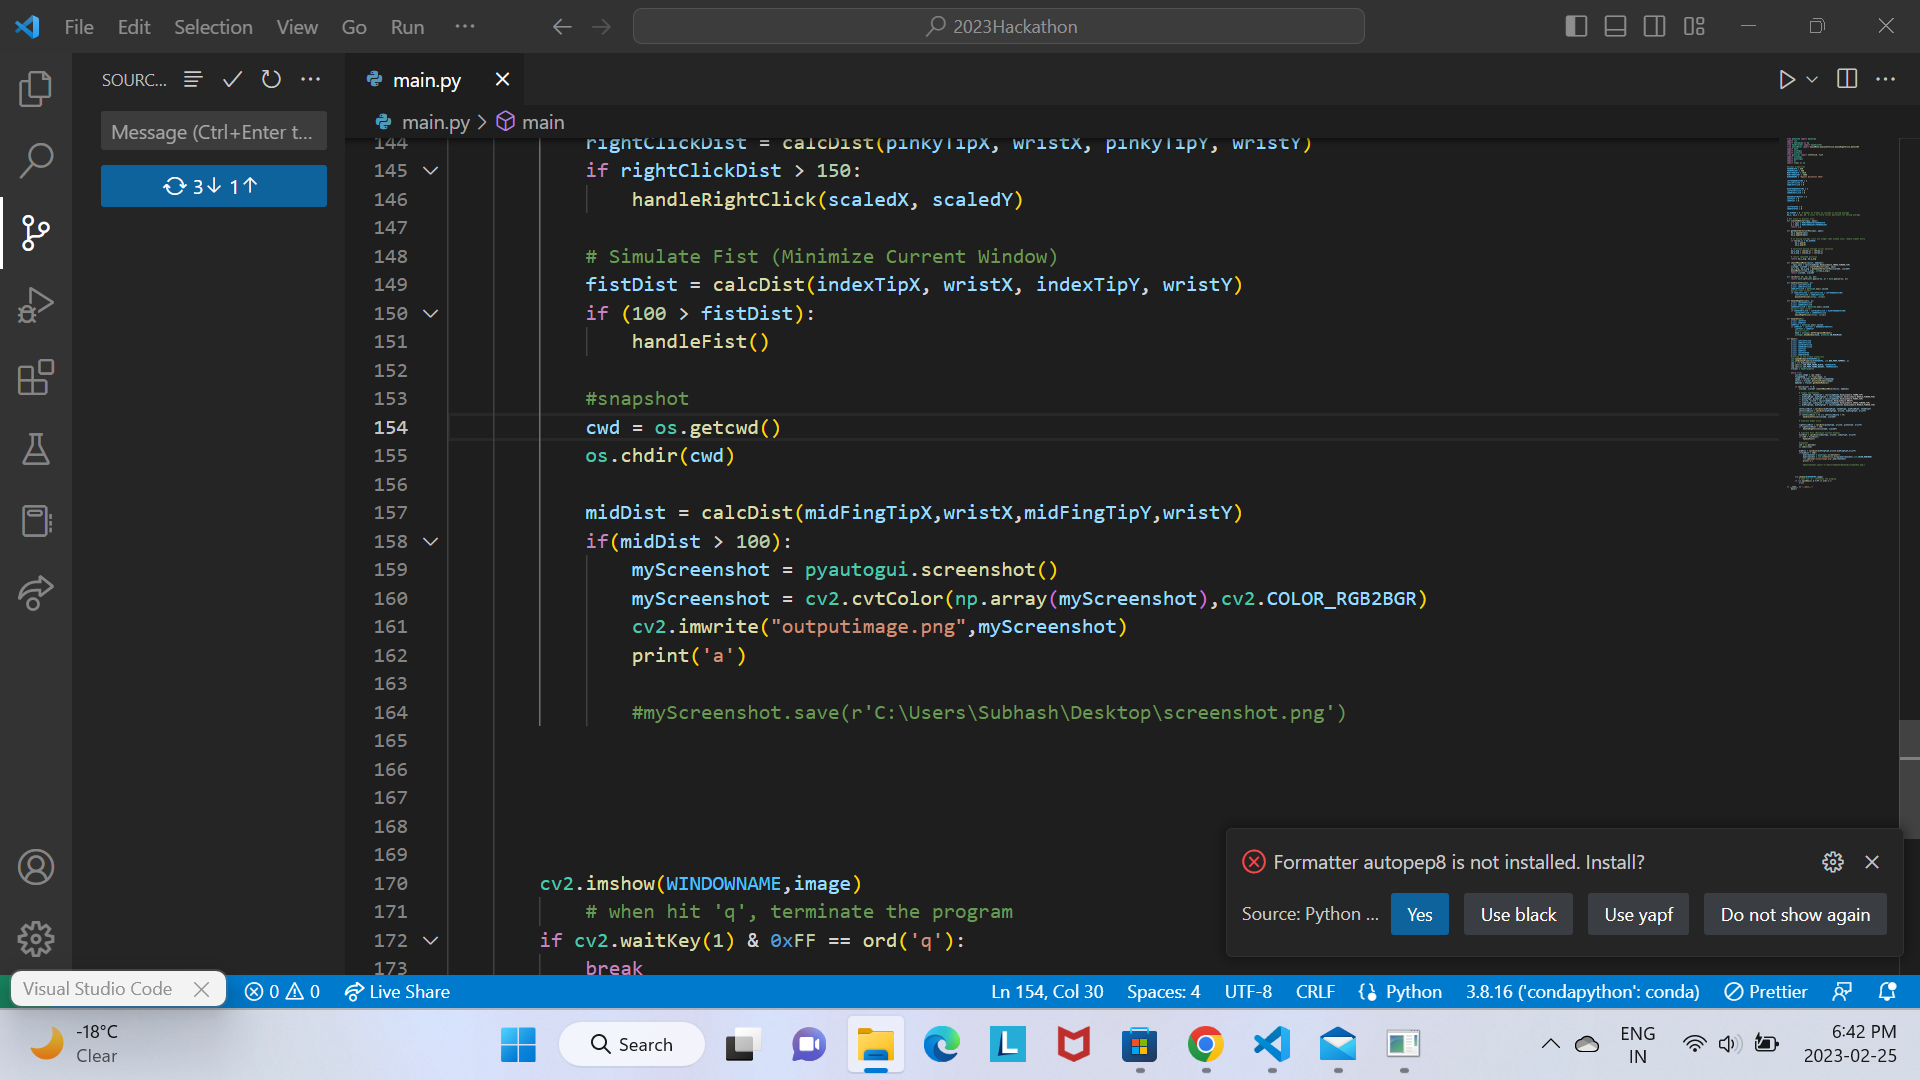 File Edit Selection View Go Run ··· 2023Hackathon
SOURC... main.py
Message (Ctrl+Enter t...
3↓ 1↑
main.py > main
144 rightClickDist = calcDist(pinkyTipX, wristX, pinkyTipY, wristY)
145 if rightClickDist > 150:
146 handleRightClick(scaledX, scaledY)
147
148 # Simulate Fist (Minimize Current Window)
149 fistDist = calcDist(indexTipX, wristX, indexTipY, wristY)
150 if (100 > fistDist):
151 handleFist()
152
153 #snapshot
154 cwd = os.getcwd()
155 os.chdir(cwd)
156
157 midDist = calcDist(midFingTipX,wristX,midFingTipY,wristY)
158 if(midDist > 100):
159 myScreenshot = pyautogui.screenshot()
160 myScreenshot = cv2.cvtColor(np.array(myScreenshot),cv2.COLOR_RGB2BGR)
161 cv2.imwrite("outputimage.png",myScreenshot)
162 print('a')
163
164 #myScreenshot.save(r'C:\Users\Subhash\Desktop\screenshot.png')
165
166
167
168
169
170 cv2.imshow(WINDOWNAME,image)
171 # when hit 'q', terminate the program
172 if cv2.waitKey(1) & 0xFF == ord('q'):
173 break
Formatter autopep8 is not installed. Install?
Source: Python ... Yes Use black Use yapf Do not show again
Visual Studio Code 0 0 Live Share Ln 154, Col 30 Spaces: 4 UTF-8 CRLF Python 3.8.16 ('condapython': conda) Prettier
-18°C
Clear
Search
L
ENG
IN
6:42 PM
2023-02-25